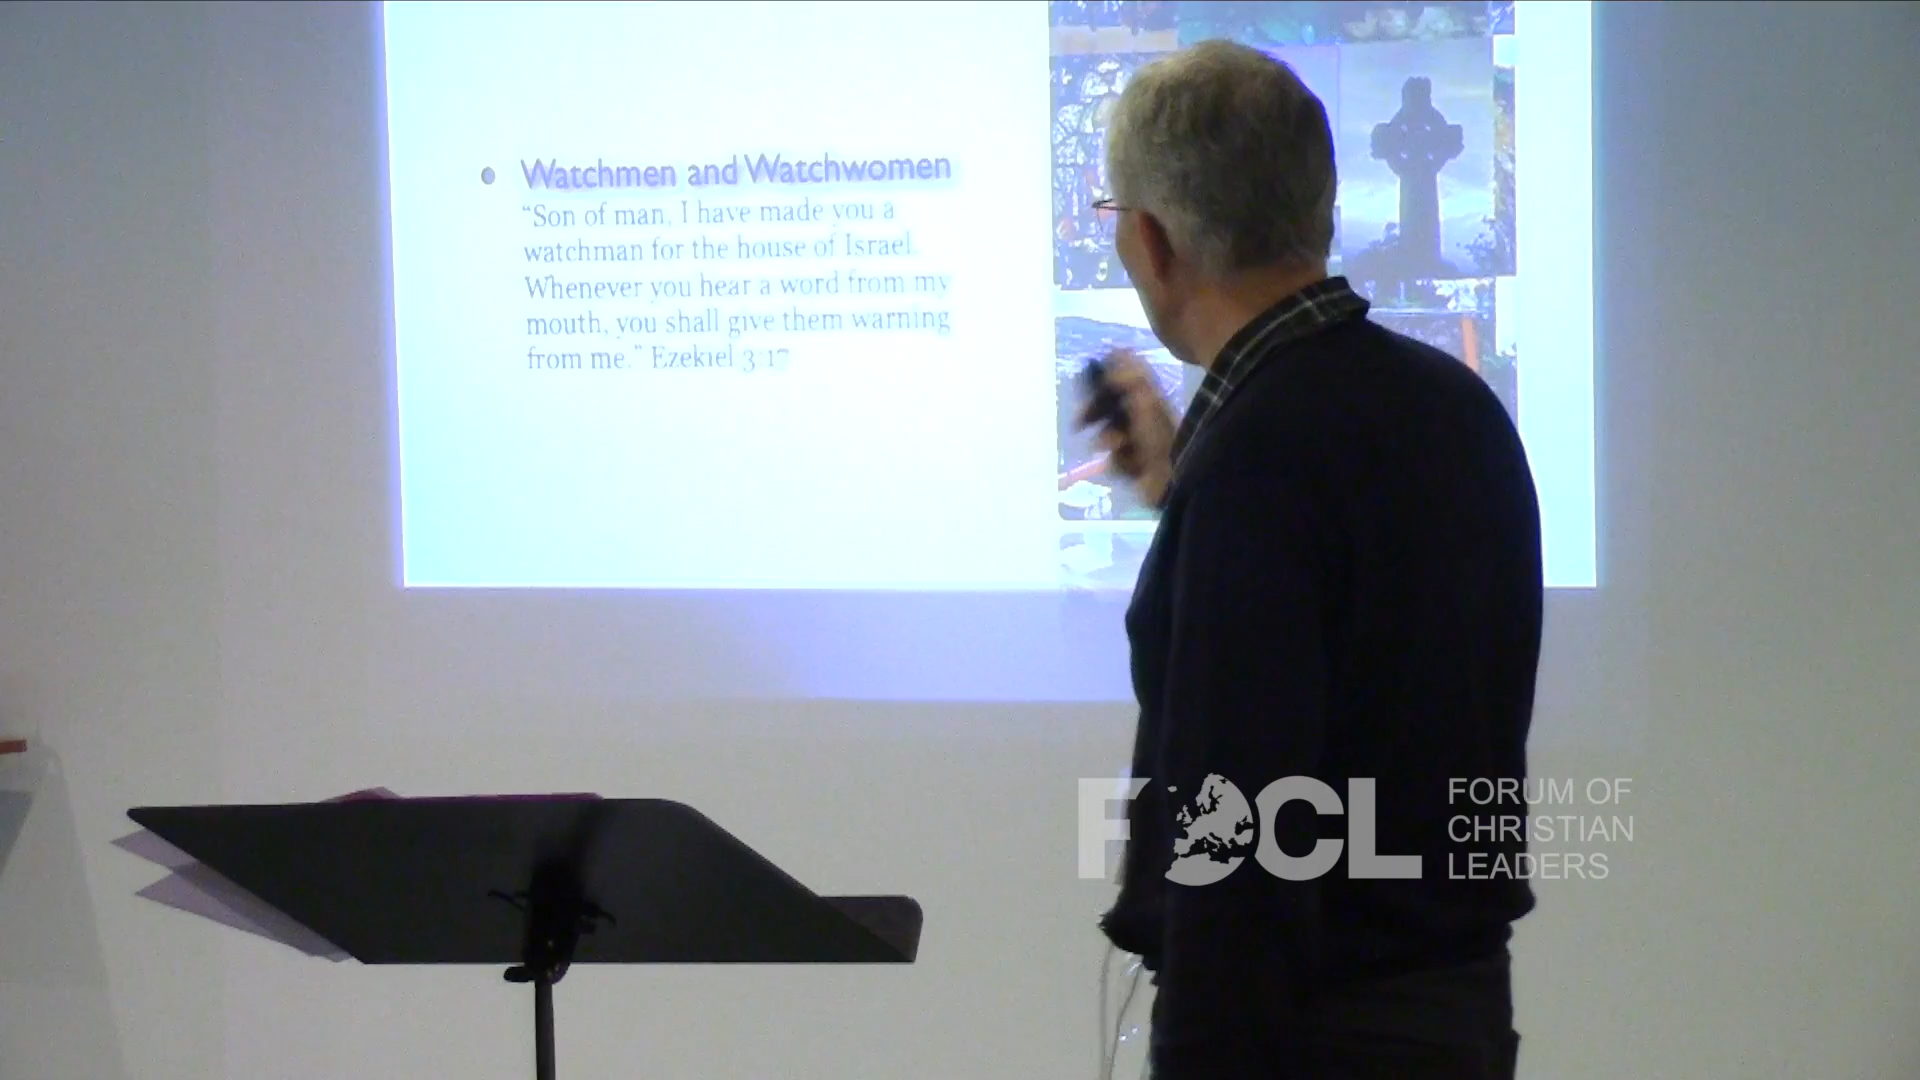 Watchmen and Watchwomen
“Son of man, I have made you a
watchman for the house of Israel.
Whenever you hear a word from my
mouth, you shall give them warning
from me.” Ezekiel 3:17
FOCL
FORUM OF
CHRISTIAN
LEADERS